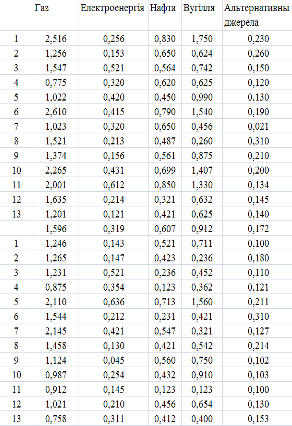 Газ Електроенергія Нафта Вугілля Альтернативны джерела
1 2,516 0,256 0,830 1,750 0,230
2 1,256 0,153 0,650 0,624 0,260
3 1,547 0,521 0,564 0,742 0,150
4 0,775 0,320 0,620 0,625 0,120
5 1,022 0,420 0,450 0,990 0,130
6 2,610 0,415 0,790 1,540 0,190
7 1,023 0,320 0,650 0,456 0,021
8 1,521 0,213 0,487 0,260 0,310
9 1,374 0,156 0,561 0,875 0,210
10 2,265 0,431 0,699 1,407 0,200
11 2,001 0,612 0,850 1,330 0,134
12 1,635 0,214 0,321 0,632 0,145
13 1,201 0,121 0,421 0,625 0,140
1,596 0,319 0,607 0,912 0,172
1 1,246 0,143 0,521 0,711 0,100
2 1,265 0,147 0,423 0,236 0,180
3 1,231 0,521 0,236 0,452 0,110
4 0,875 0,354 0,123 0,362 0,121
5 2,110 0,636 0,713 1,560 0,211
6 1,544 0,212 0,231 0,421 0,310
7 2,145 0,421 0,547 0,321 0,127
8 1,458 0,130 0,421 0,542 0,214
9 1,124 0,045 0,560 0,750 0,102
10 0,987 0,254 0,432 0,910 0,103
11 0,912 0,145 0,123 0,123 0,100
12 1,021 0,210 0,456 0,654 0,130
13 0,758 0,311 0,412 0,400 0,153